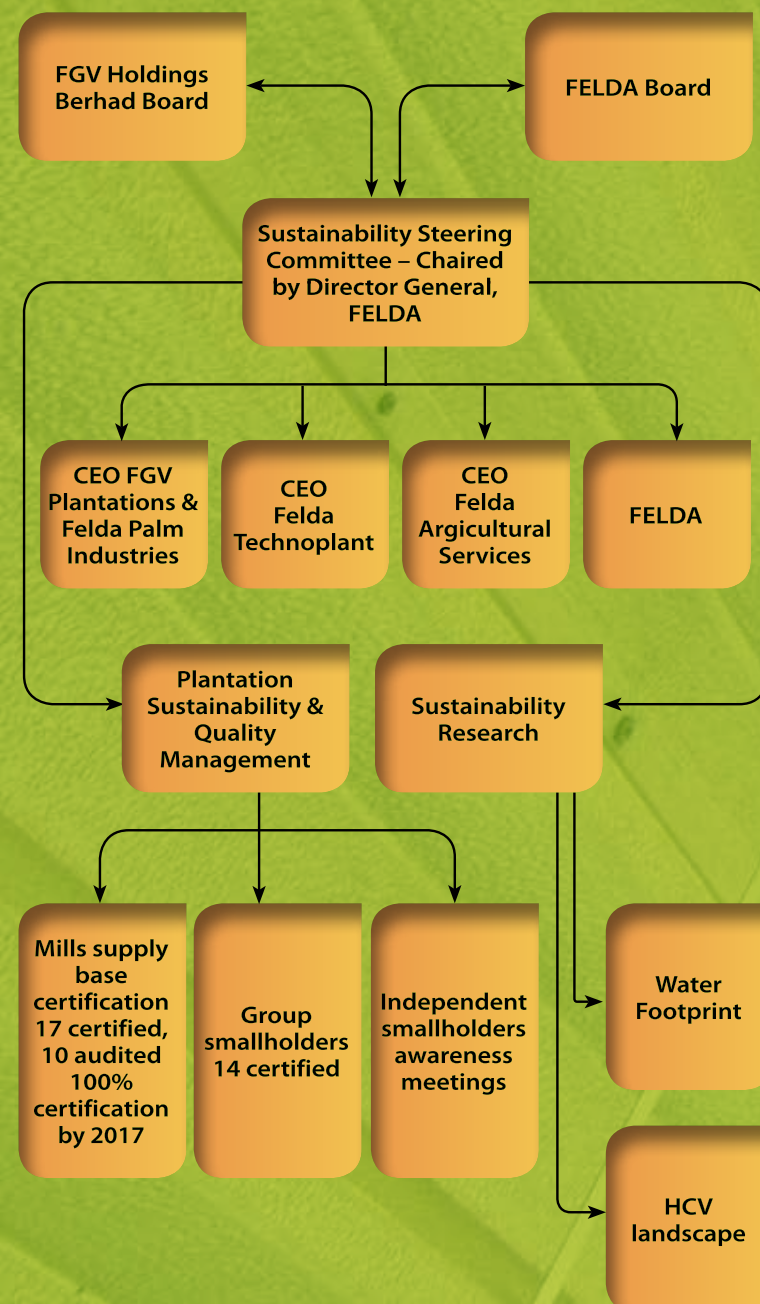 FGV Holdings
Berhad Board
FELDA Board
Sustainability Steering
Committee – Chaired
by Director General,
FELDA
CEO FGV
Plantations &
Felda Palm
Industries
CEO
Felda
Technoplant
CEO
Felda
Argicultural
Services
FELDA
Plantation
Sustainability &
Quality
Management
Sustainability
Research
Mills supply
base
certification
17 certified,
10 audited
100%
certification
by 2017
Group
smallholders
14 certified
Independent
smallholders
awareness
meetings
Water
Footprint
HCV
landscape